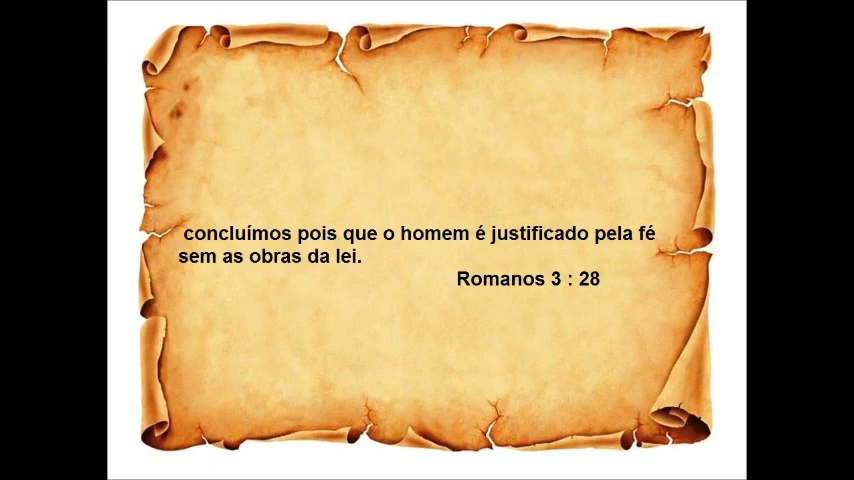 concluímos pois que o homem é justificado pela fé
sem as obras da lei.
Romanos 3 : 28